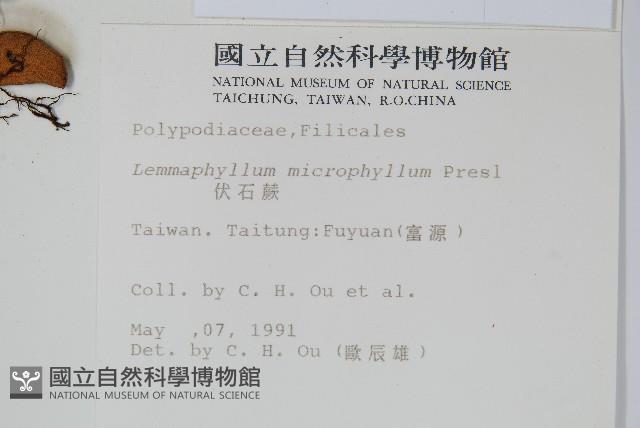 國立自然科學博物館
NATIONAL MUSEUM OF NATURAL SCIENCE
TAICHUNG, TAIWAN, R.O.CHINA
Polypodiaceae,Filicales
Lemmaphyllum microphyllum Presl
伏石蕨
Taiwan. Taitung:Fuyuan(富源)
Coll. by C. H. Ou et al.
May ,07, 1991
Det. by C. H. Ou (歐辰雄)
國立自然科學博物館
NATIONAL MUSEUM OF NATURAL SCIENCE